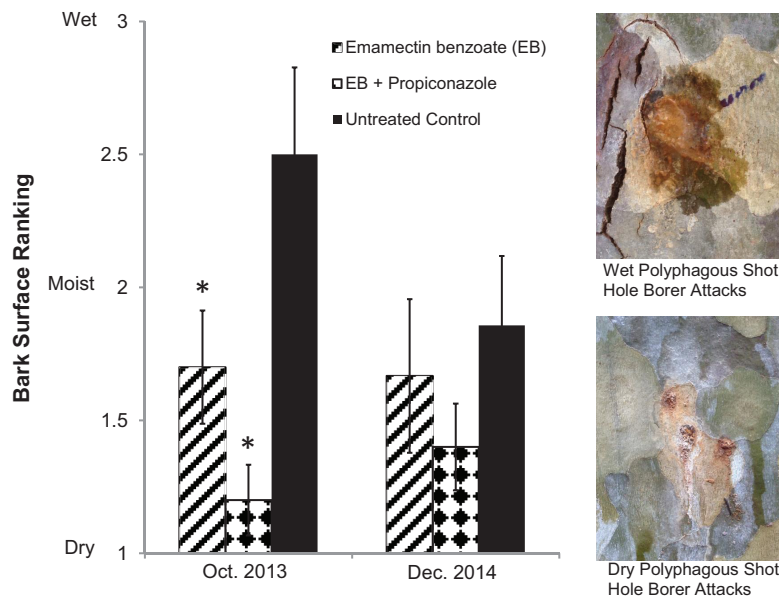 Wet
3
2.5
Moist
2
1.5
Dry
1
Bark Surface Ranking
Emamectin benzoate (EB)
EB + Propiconazole
Untreated Control
*
*
Oct. 2013
Dec. 2014
Wet Polyphagous Shot
Hole Borer Attacks
Dry Polyphagous Shot
Hole Borer Attacks